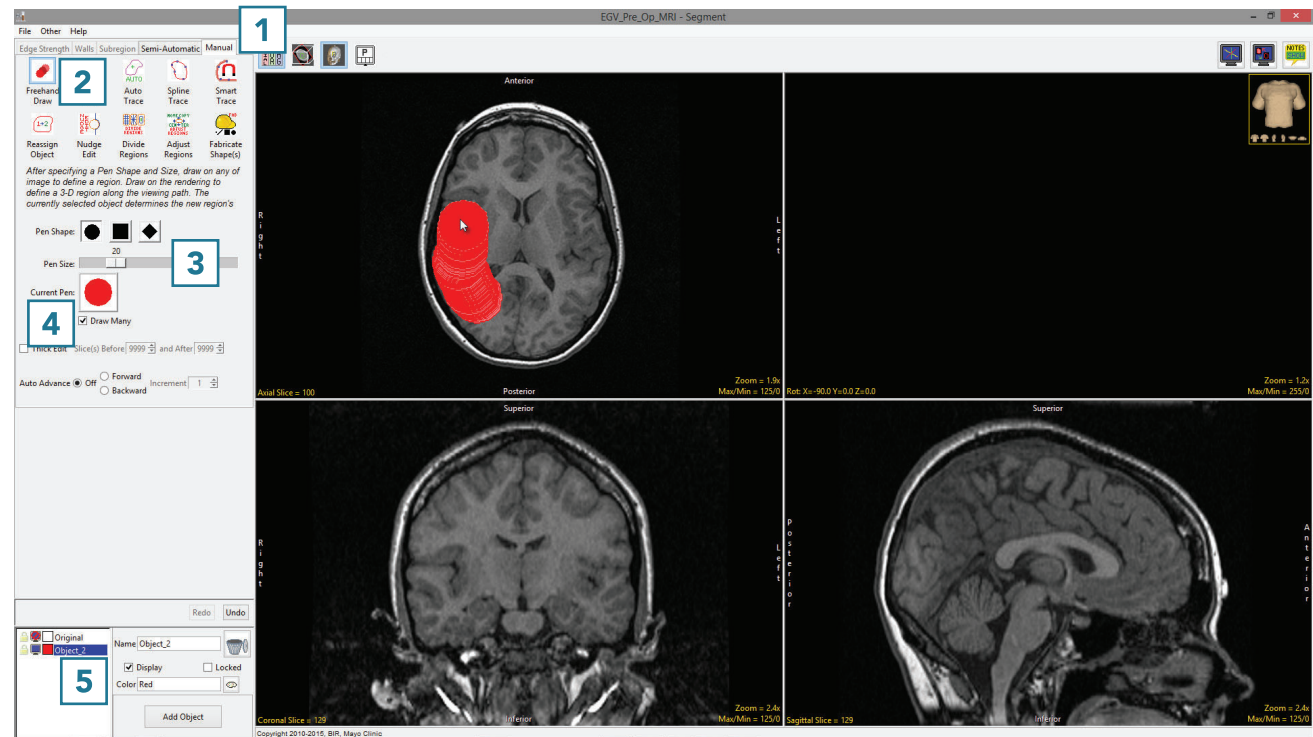 EGV_Pre_Op_MRI - Segment
1
File Other Help
Edge Strength Walls Subregion Semi-Automatic Manual
2
AUTO
Freehand Draw
Auto Trace
Spline Trace
Smart Trace
1+2
DIVIDE REGIONS
ADJUST REGIONS
Reassign Object
Nudge Edit
Divide Regions
Adjust Regions
Fabricate Shape(s)
After specifying a Pen Shape and Size, draw on any of
image to define a region. Draw on the rendering to
define a 3-D region along the viewing path. The
currently selected object determines the new region's
Pen Shape:
20
Pen Size:
3
Current Pen:
4
Draw Many
Thick Edit Slice(s) Before 9999 and After 9999
Auto Advance Off Forward Backward Increment 1
Redo Undo
Original
Object_2
5
Name Object_2
Display Locked
Color Red
Add Object
P
NOTES
Anterior
Right
Left
Posterior
Axial Slice = 100
Zoom = 1.9x
Max/Min = 125/0
Rot: X=-90.0 Y=0.0 Z=0.0
Zoom = 1.2x
Max/Min = 255/0
Superior
Right
Left
Inferior
Coronal Slice = 129
Zoom = 2.4x
Max/Min = 125/0
Superior
Posterior
Anterior
Inferior
Sagittal Slice = 129
Zoom = 2.4x
Max/Min = 125/0
Copyright 2010-2015, BIR, Mayo Clinic